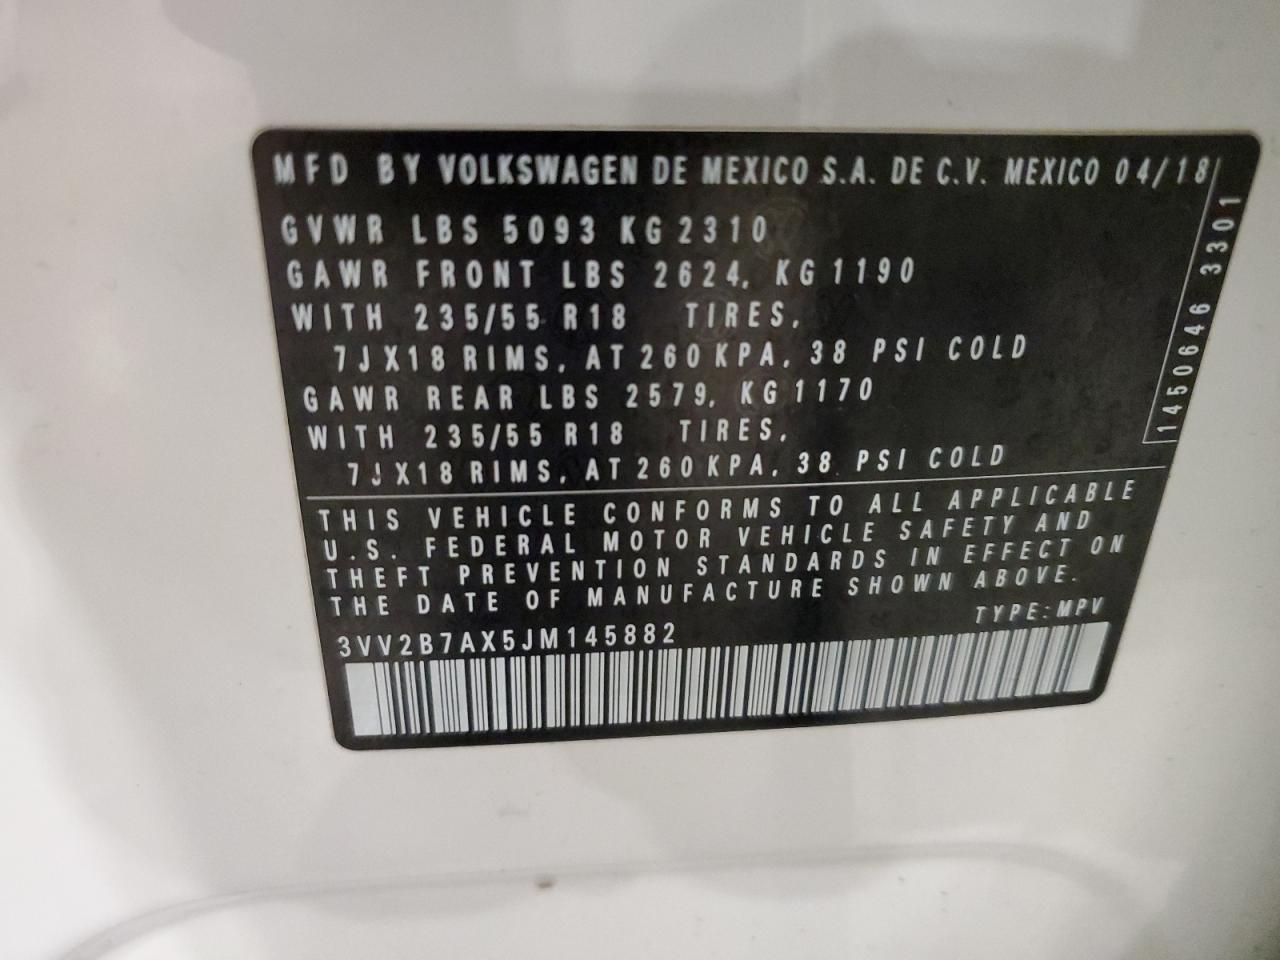 MFD BY VOLKSWAGEN DE MEXICO S.A. DE C.V. MEXICO 04/18
GVWR LBS 5093 KG 2310
GAWR FRONT LBS 2624, KG 1190
WITH 235/55 R18 TIRES,
7J X18 RIMS, AT 260 KPA, 38 PSI COLD
GAWR REAR LBS 2579, KG 1170
WITH 235/55 R18 TIRES,
7J X18 RIMS, AT 260 KPA, 38 PSI COLD
1450646 3301
THIS VEHICLE CONFORMS TO ALL APPLICABLE
U.S. FEDERAL MOTOR VEHICLE SAFETY AND
THEFT PREVENTION STANDARDS IN EFFECT ON
THE DATE OF MANUFACTURE SHOWN ABOVE.
TYPE: MPV
3VV2B7AX5JM145882